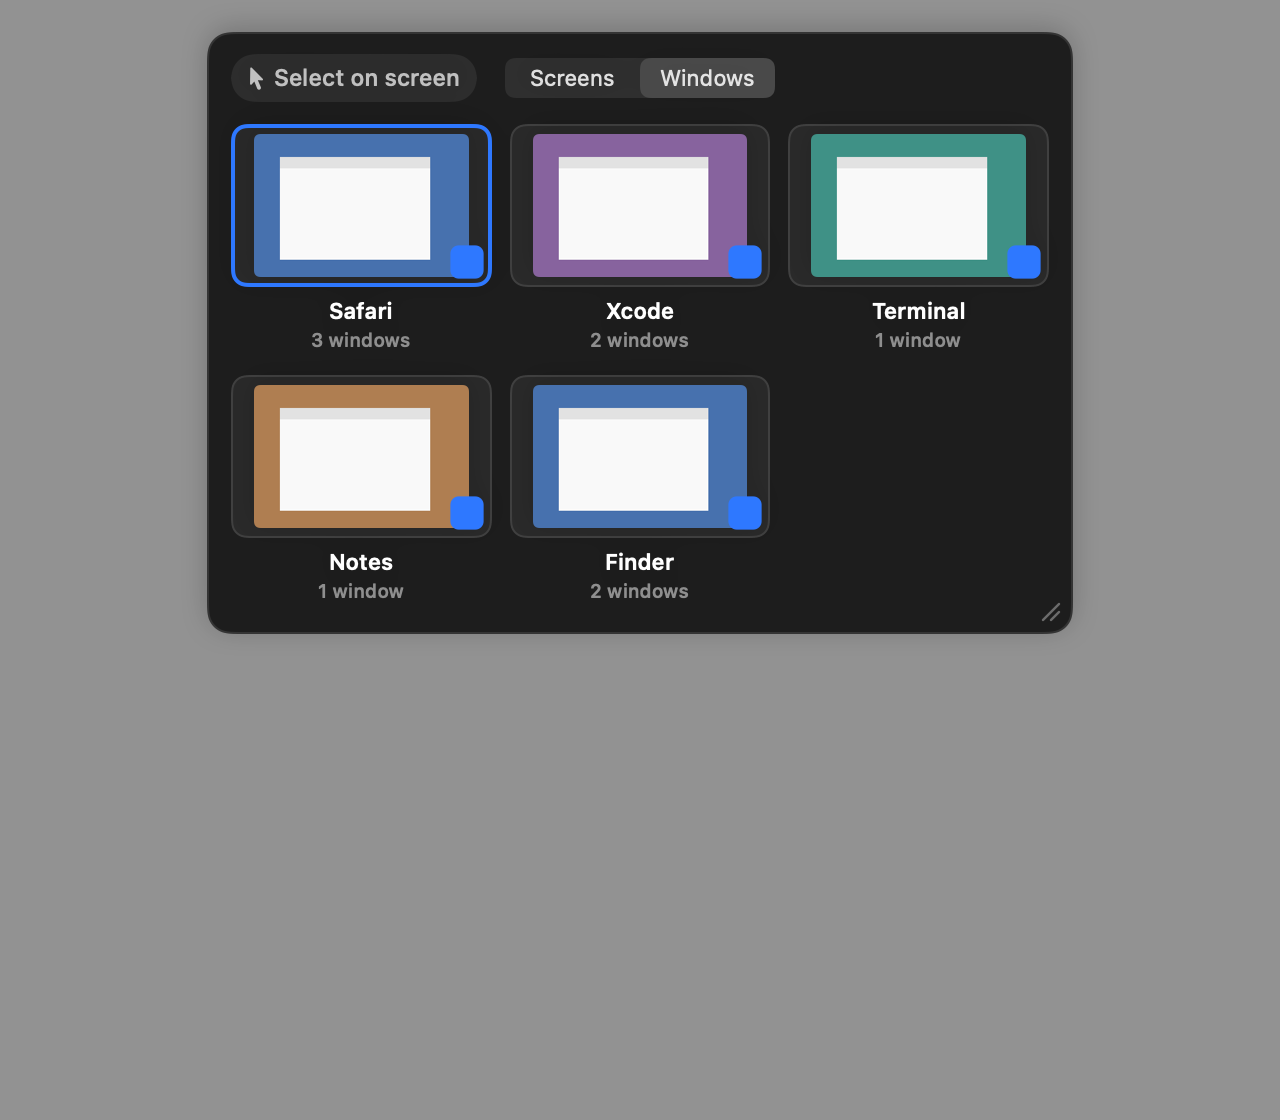 Select on screen
Screens
Windows
Safari
3 windows
Xcode
2 windows
Terminal
1 window
Notes
1 window
Finder
2 windows